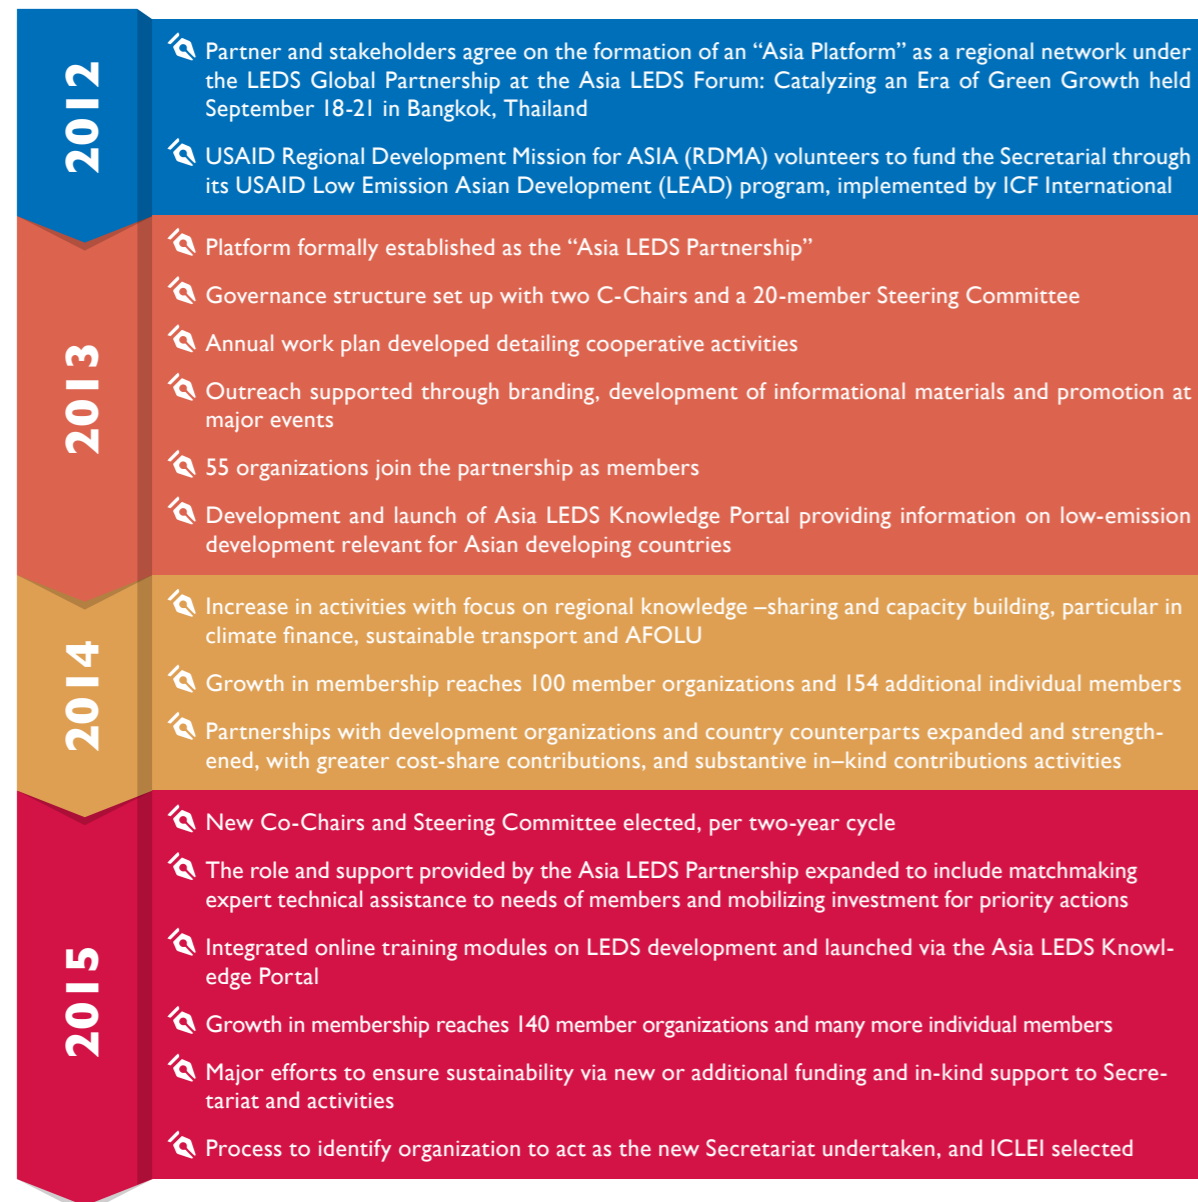 2012
Partner and stakeholders agree on the formation of an “Asia Platform” as a regional network under
the LEDS Global Partnership at the Asia LEDS Forum: Catalyzing an Era of Green Growth held
September 18-21 in Bangkok, Thailand
USAID Regional Development Mission for ASIA (RDMA) volunteers to fund the Secretarial through
its USAID Low Emission Asian Development (LEAD) program, implemented by ICF International
2013
Platform formally established as the “Asia LEDS Partnership”
Governance structure set up with two C-Chairs and a 20-member Steering Committee
Annual work plan developed detailing cooperative activities
Outreach supported through branding, development of informational materials and promotion at
major events
55 organizations join the partnership as members
Development and launch of Asia LEDS Knowledge Portal providing information on low-emission
development relevant for Asian developing countries
2014
Increase in activities with focus on regional knowledge –sharing and capacity building, particular in
climate finance, sustainable transport and AFOLU
Growth in membership reaches 100 member organizations and 154 additional individual members
Partnerships with development organizations and country counterparts expanded and strength-
ened, with greater cost-share contributions, and substantive in–kind contributions activities
2015
New Co-Chairs and Steering Committee elected, per two-year cycle
The role and support provided by the Asia LEDS Partnership expanded to include matchmaking
expert technical assistance to needs of members and mobilizing investment for priority actions
Integrated online training modules on LEDS development and launched via the Asia LEDS Knowl-
edge Portal
Growth in membership reaches 140 member organizations and many more individual members
Major efforts to ensure sustainability via new or additional funding and in-kind support to Secre-
tariat and activities
Process to identify organization to act as the new Secretariat undertaken, and ICLEI selected